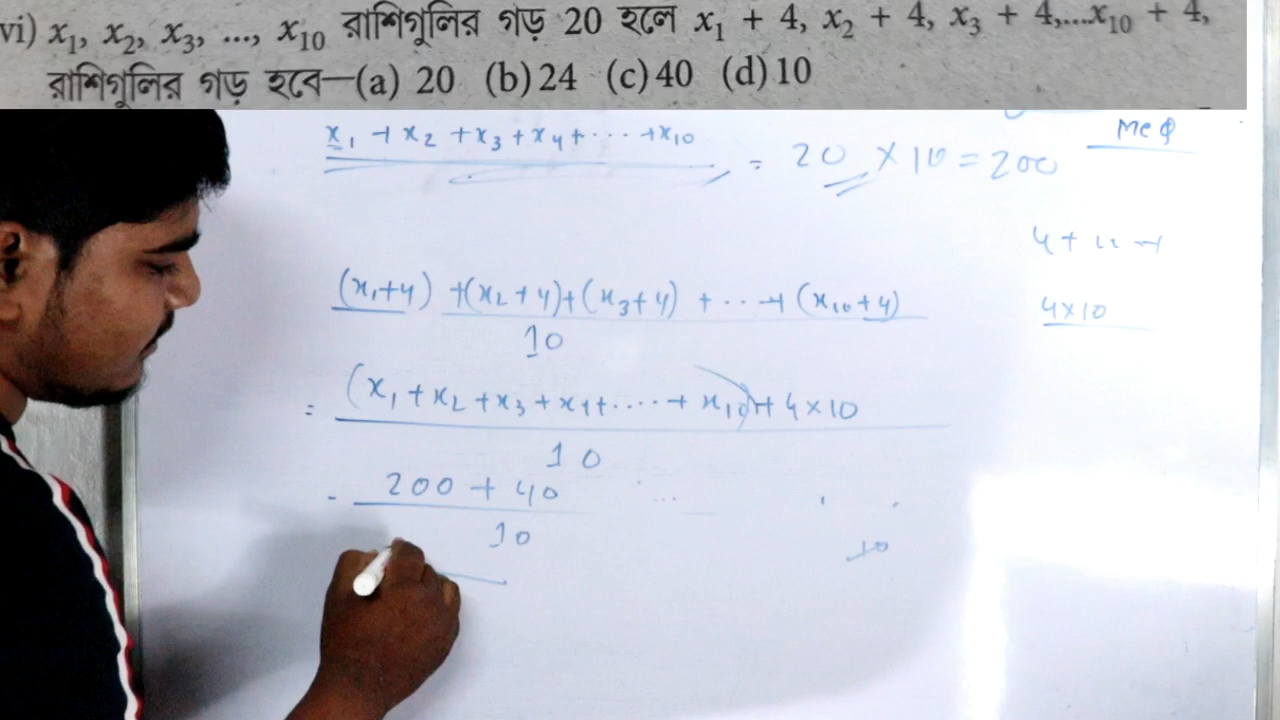 vi) x₁, x₂, x₃, ..., x₁₀ রাশিগুলির গড় 20 হলে x₁ + 4, x₂ + 4, x₃ + 4,...x₁₀ + 4,
রাশিগুলির গড় হবে—(a) 20 (b) 24 (c) 40 (d) 10
MCQ
x₁ + x₂ + x₃ + x₄ + .... + x₁₀ = 20 × 10 = 200
4 +
(x₁+4) + (x₂+4) + (x₃+4) + ... + (x₁₀+4)
10
4×10
= (x₁ + x₂ + x₃ + x₄ + ..... + x₁₀) + 4×10
10
200 + 40
10
10